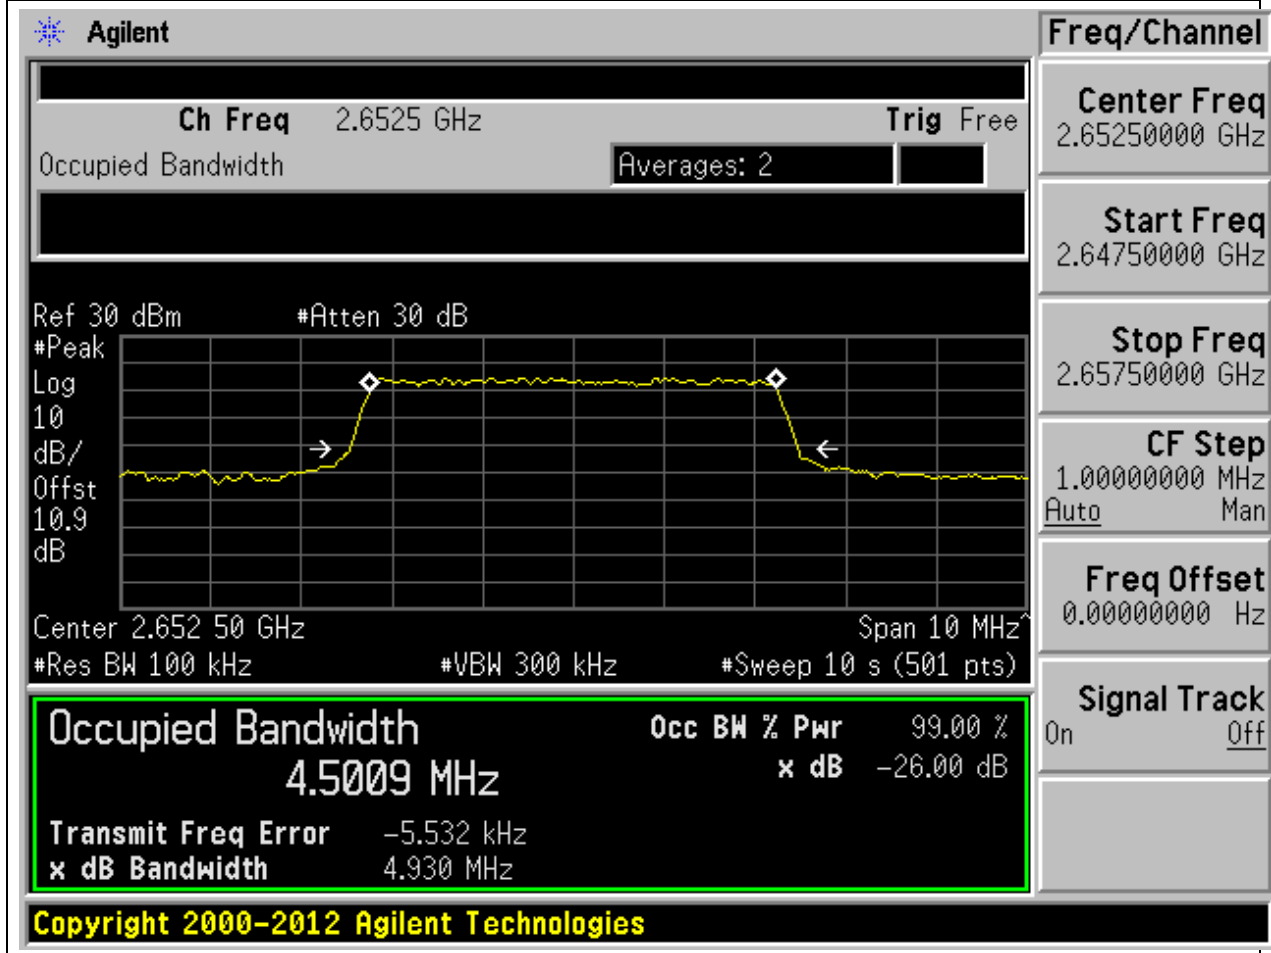 Agilent
Freq/Channel
Ch Freq 2.6525 GHz Trig Free
Occupied Bandwidth Averages: 2
Center Freq
2.65250000 GHz
Start Freq
2.64750000 GHz
Stop Freq
2.65750000 GHz
CF Step
1.00000000 MHz
Auto Man
Freq Offset
0.00000000 Hz
Signal Track
On Off
Ref 30 dBm #Atten 30 dB
#Peak
Log
10
dB/
Offst
10.9
dB
Center 2.652 50 GHz Span 10 MHz^
#Res BW 100 kHz #VBW 300 kHz #Sweep 10 s (501 pts)
Occupied Bandwidth Occ BW % Pwr 99.00 %
4.5009 MHz x dB -26.00 dB
Transmit Freq Error -5.532 kHz
x dB Bandwidth 4.930 MHz
Copyright 2000-2012 Agilent Technologies